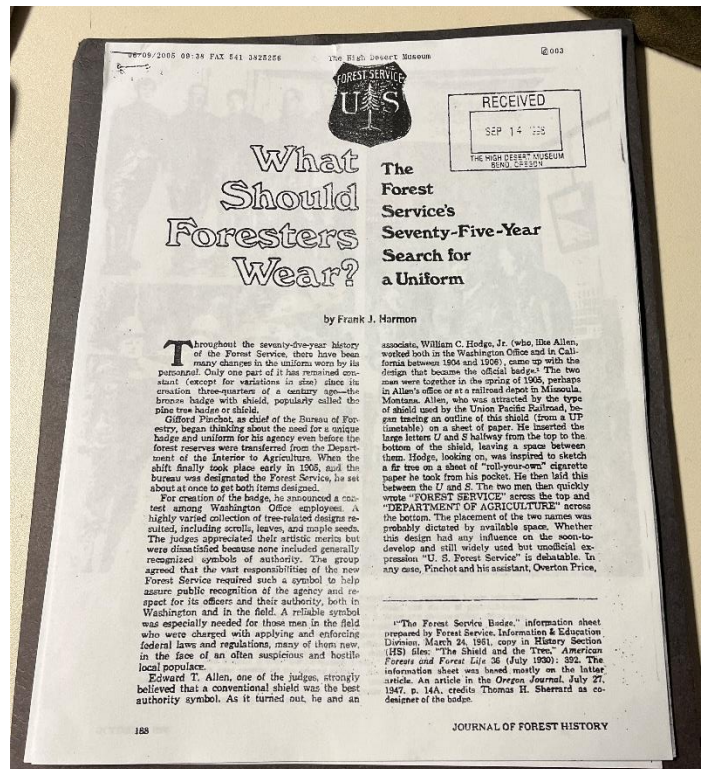 06/09/2005 09:38 FAX 541 3825256
The High Desert Museum
003
FOREST SERVICE
U S
RECEIVED
SEP 14
THE HIGH DESERT MUSEUM
BEND, OREGON
What
Should
Foresters
Wear?
The
Forest
Service's
Seventy-Five-Year
Search for
a Uniform
by Frank J. Harmon
Throughout the seventy-five-year history
of the Forest Service, there have been
many changes in the uniform worn by its
personnel. Only one part of it has remained con-
stant (except for variations in size) since its
creation three-quarters of a century ago—the
bronze badge with shield, popularly called the
pine tree badge or shield.
Gifford Pinchot, as chief of the Bureau of For-
estry, began thinking about the need for a unique
badge and uniform for his agency even before the
forest reserves were transferred from the Depart-
ment of the Interior to Agriculture. When the
shift finally took place early in 1905, and the
bureau was designated the Forest Service, he set
about at once to get both items designed.
For creation of the badge, he announced a con-
test among Washington Office employees. A
highly varied collection of tree-related designs re-
sulted, including scrolls, leaves, and maple seeds.
The judges appreciated their artistic merits but
were dissatisfied because none included generally
recognized symbols of authority. The group
agreed that the vast responsibilities of the new
Forest Service required such a symbol to help
assure public recognition of the agency and re-
spect for its officers and their authority, both in
Washington and in the field. A reliable symbol
was especially needed for those men in the field
who were charged with applying and enforcing
federal laws and regulations, many of them new,
in the face of an often suspicious and hostile
local populace.
Edward T. Allen, one of the judges, strongly
believed that a conventional shield was the best
authority symbol. As it turned out, he and an
associate, William C. Hodge, Jr. (who, like Allen,
worked both in the Washington Office and in Cali-
fornia between 1904 and 1906), came up with the
design that became the official badge.¹ The two
men were together in the spring of 1905, perhaps
in Allen's office or at a railroad depot in Missoula,
Montana. Allen, who was attracted by the type
of shield used by the Union Pacific Railroad, be-
gan tracing an outline of this shield (from a UP
timetable) on a sheet of paper. He inserted the
large letters U and S halfway from the top to the
bottom of the shield, leaving a space between
them. Hodge, looking on, was inspired to sketch
a fir tree on a sheet of "roll-your-own" cigarette
paper he took from his pocket. He then laid this
between the U and S. The two men then quickly
wrote "FOREST SERVICE" across the top and
"DEPARTMENT OF AGRICULTURE" across
the bottom. The placement of the two names was
probably dictated by available space. Whether
this design had any influence on the soon-to-
develop and still widely used but unofficial ex-
pression "U. S. Forest Service" is debatable. In
any case, Pinchot and his assistant, Overton Price,
¹"The Forest Service Badge," information sheet
prepared by Forest Service, Information & Education
Division, March 24, 1961, copy in History Section
(HS) files; "The Shield and the Tree," American
Forests and Forest Life 36 (July 1930): 392. The
information sheet was based mostly on the latter
article. An article in the Oregon Journal, July 27,
1947, p. 14A, credits Thomas H. Sherrard as co-
designer of the badge.
188
JOURNAL OF FOREST HISTORY